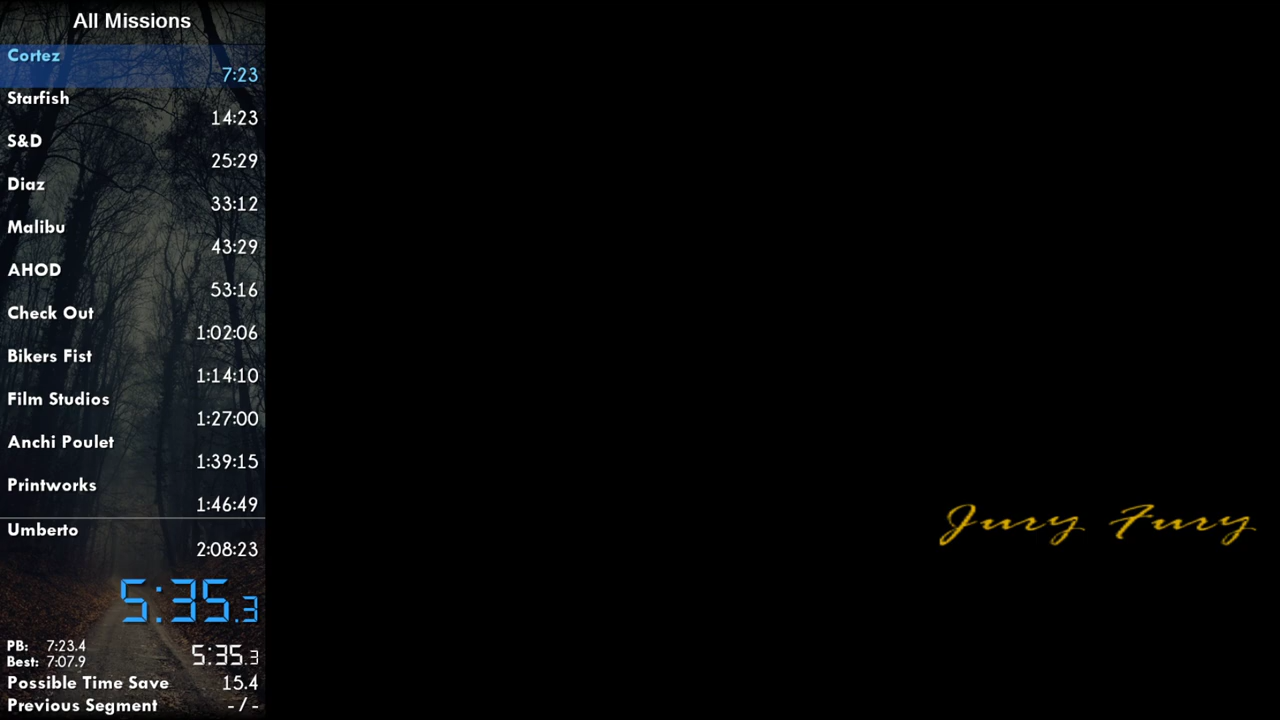 All Missions
Cortez
7:23
Starfish
14:23
S&D
25:29
Diaz
33:12
Malibu
43:29
AHOD
53:16
Check Out
1:02:06
Bikers Fist
1:14:10
Film Studios
1:27:00
Anchi Poulet
1:39:15
Printworks
1:46:49
Umberto
2:08:23
5:35.3
PB: 7:23.4
Best: 7:07.9
5:35.3
Possible Time Save 15.4
Previous Segment - / -
Jury Fury